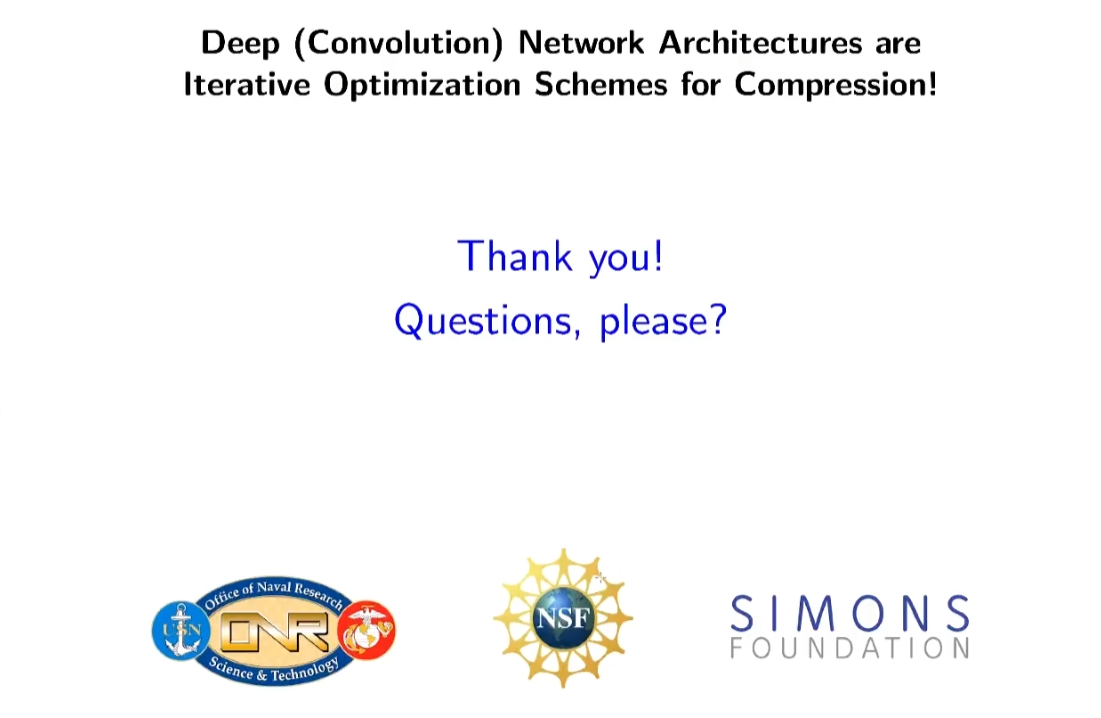 Deep (Convolution) Network Architectures are
Iterative Optimization Schemes for Compression!
Thank you!
Questions, please?
Office of Naval Research
USN
ONR
Science & Technology
NSF
SIMONS
FOUNDATION